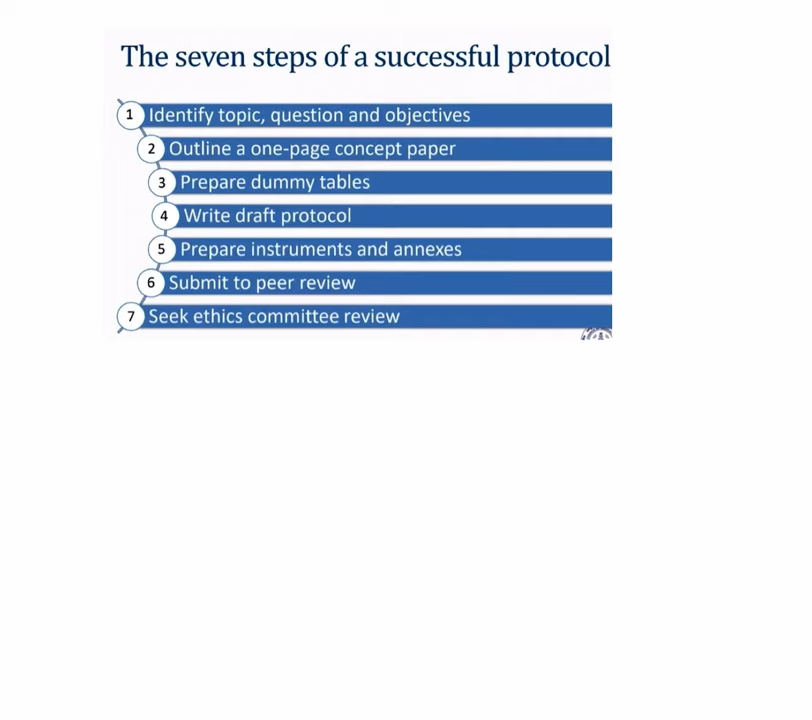 The seven steps of a successful protocol
1 Identify topic, question and objectives
2 Outline a one-page concept paper
3 Prepare dummy tables
4 Write draft protocol
5 Prepare instruments and annexes
6 Submit to peer review
7 Seek ethics committee review